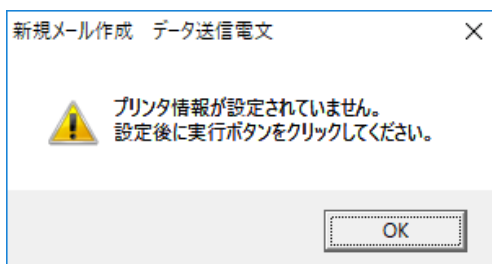 新規メール作成　データ送信電文
プリンタ情報が設定されていません。
設定後に実行ボタンをクリックしてください。
OK